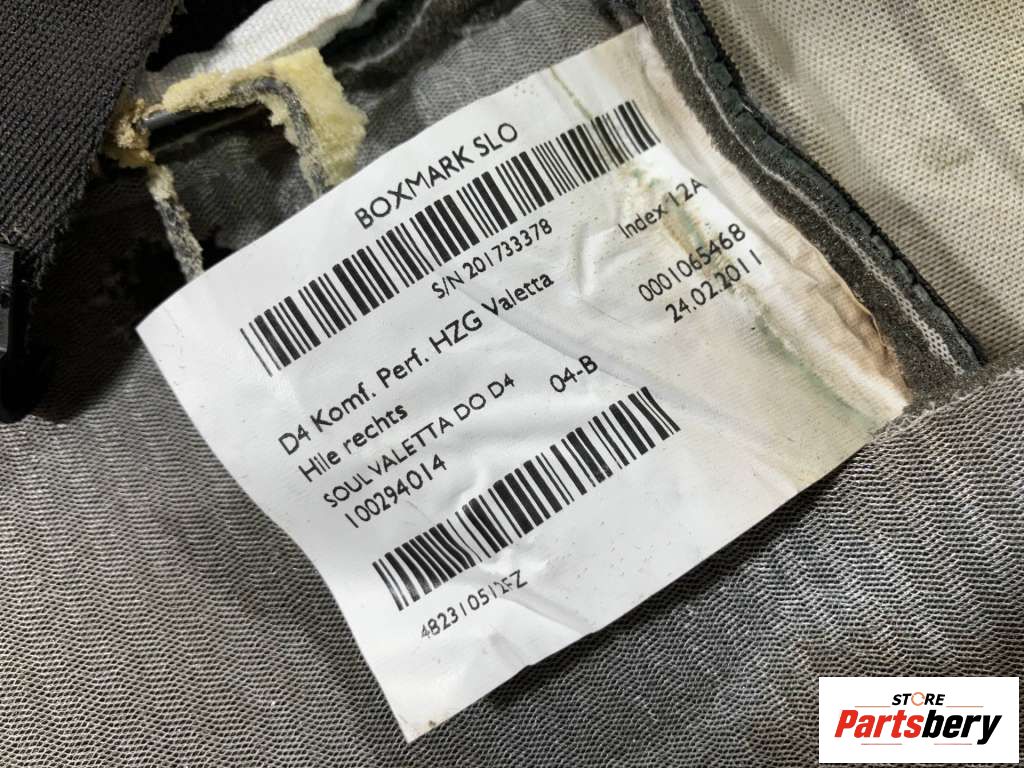 BOXMARK SLO
S/N 201733378
Index 12A
D4 Komf. Perf. HZG Valetta
0001065468
Hile rechts
24.02.2011
SOUL VALETTA DO D4
04-B
100294014
STORE
Partsbery